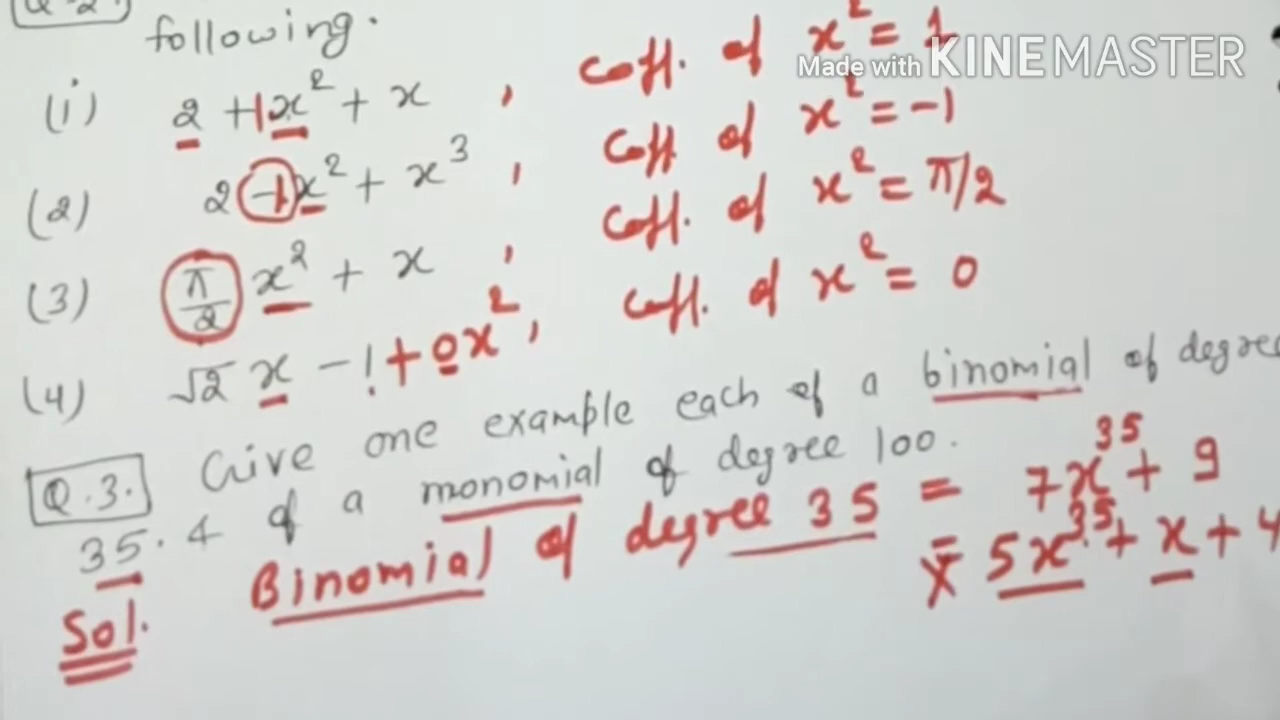 Q.2.
following.
(i) 2 + 1x² + x , Coff. of x² = 1
Made with KINEMASTER
(2) 2 - 1x² + x³ , Coff of x² = -1
(3) π/2 x² + x , Coff. of x² = π/2
(4) √2 x - 1 + 0x² , Coff. of x² = 0
Q.3. Give one example each of a binomial of degree
35. & of a monomial of degree 100.
Sol. Binomial of degree 35 = 7x³⁵ + 9
= 5x³⁵ + x + 4